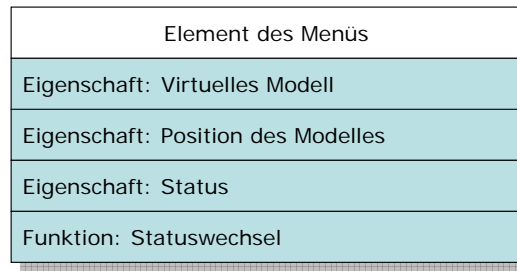 Element des Menüs
Eigenschaft: Virtuelles Modell
Eigenschaft: Position des Modelles
Eigenschaft: Status
Funktion: Statuswechsel